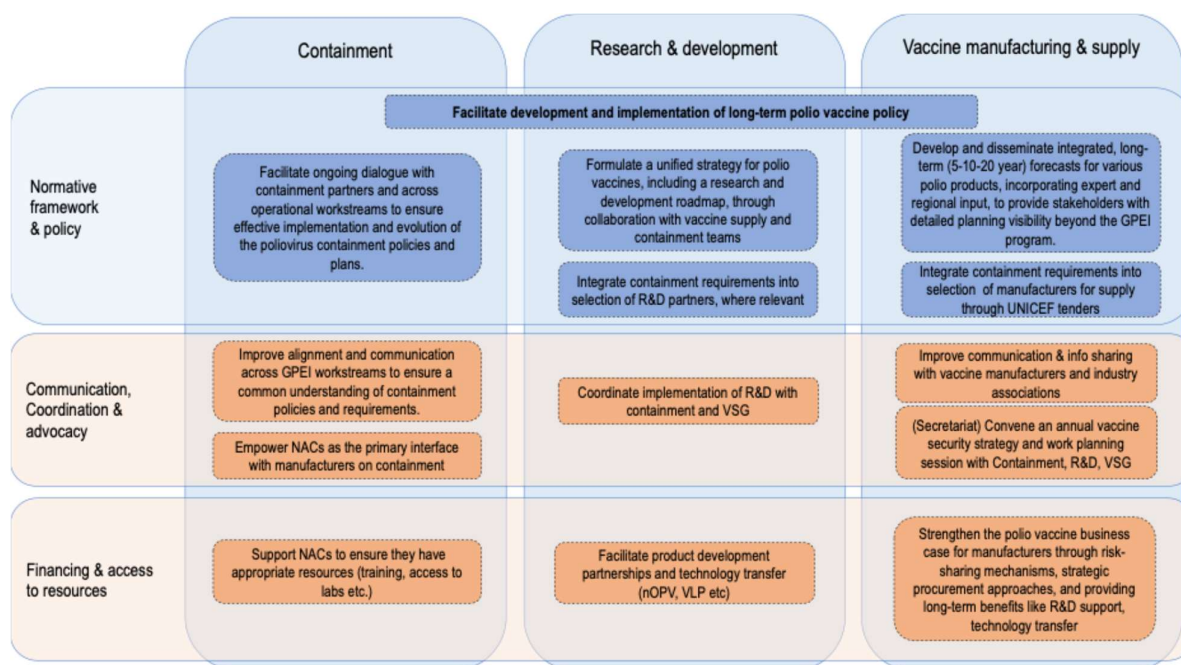 Containment
Research & development
Vaccine manufacturing & supply
Normative
framework
& policy
Facilitate development and implementation of long-term polio vaccine policy
Facilitate ongoing dialogue with
containment partners and across
operational workstreams to ensure
effective implementation and evolution of
the poliovirus containment policies and
plans.
Formulate a unified strategy for polio
vaccines, including a research and
development roadmap, through
collaboration with vaccine supply and
containment teams
Integrate containment requirements into
selection of R&D partners, where relevant
Develop and disseminate integrated, long-
term (5-10-20 year) forecasts for various
polio products, incorporating expert and
regional input, to provide stakeholders with
detailed planning visibility beyond the GPEI
program.
Integrate containment requirements into
selection of manufacturers for supply
through UNICEF tenders
Communication,
Coordination &
advocacy
Improve alignment and communication
across GPEI workstreams to ensure a
common understanding of containment
policies and requirements.
Empower NACs as the primary interface
with manufacturers on containment
Coordinate implementation of R&D with
containment and VSG
Improve communication & info sharing
with vaccine manufacturers and industry
associations
(Secretariat) Convene an annual vaccine
security strategy and work planning
session with Containment, R&D, VSG
Financing & access
to resources
Support NACs to ensure they have
appropriate resources (training, access to
labs etc.)
Facilitate product development
partnerships and technology transfer
(nOPV, VLP etc)
Strengthen the polio vaccine business
case for manufacturers through risk-
sharing mechanisms, strategic
procurement approaches, and providing
long-term benefits like R&D support,
technology transfer